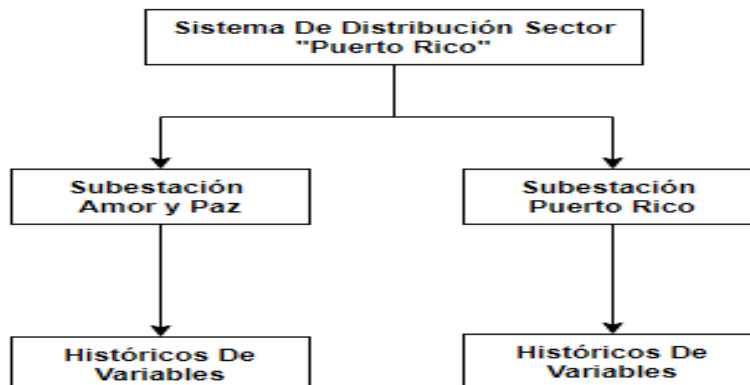 Sistema De Distribución Sector
"Puerto Rico"
Subestación
Amor y Paz
Subestación
Puerto Rico
Históricos De
Variables
Históricos De
Variables